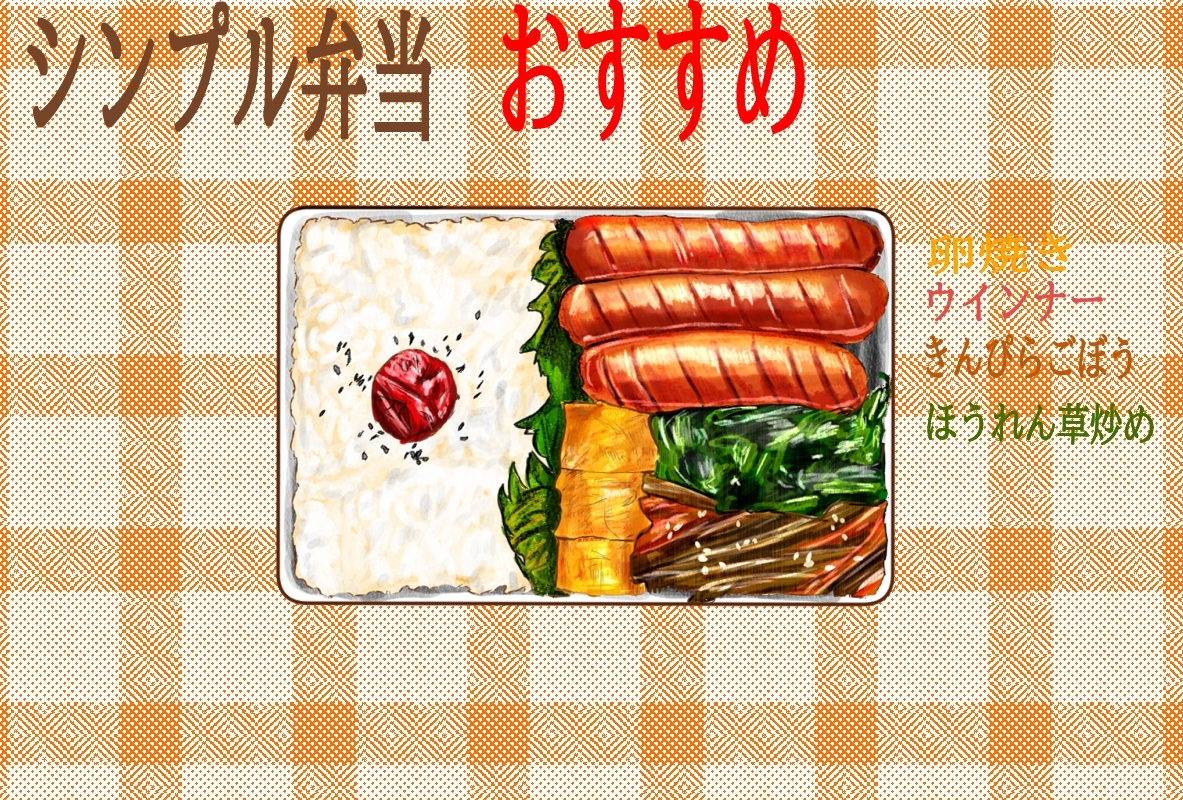 シンプル弁当 おすすめ
卵焼き
ウインナー
きんぴらごぼう
ほうれん草炒め